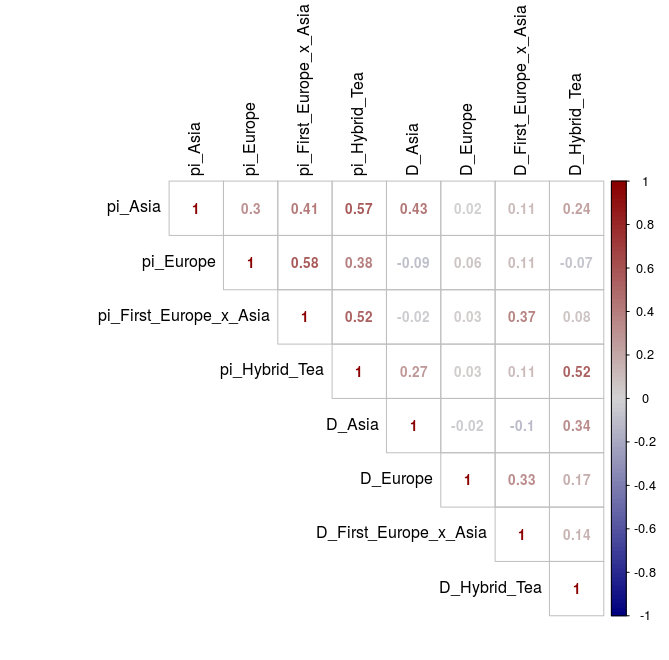 pi_Asia pi_Europe pi_First_Europe_x_Asia pi_Hybrid_Tea D_Asia D_Europe D_First_Europe_x_Asia D_Hybrid_Tea
pi_Asia 1 0.3 0.41 0.57 0.43 0.02 0.11 0.24
pi_Europe 1 0.58 0.38 -0.09 0.06 0.11 -0.07
pi_First_Europe_x_Asia 1 0.52 -0.02 0.03 0.37 0.08
pi_Hybrid_Tea 1 0.27 0.03 0.11 0.52
D_Asia 1 -0.02 -0.1 0.34
D_Europe 1 0.33 0.17
D_First_Europe_x_Asia 1 0.14
D_Hybrid_Tea 1
1
0.8
0.6
0.4
0.2
0
-0.2
-0.4
-0.6
-0.8
-1